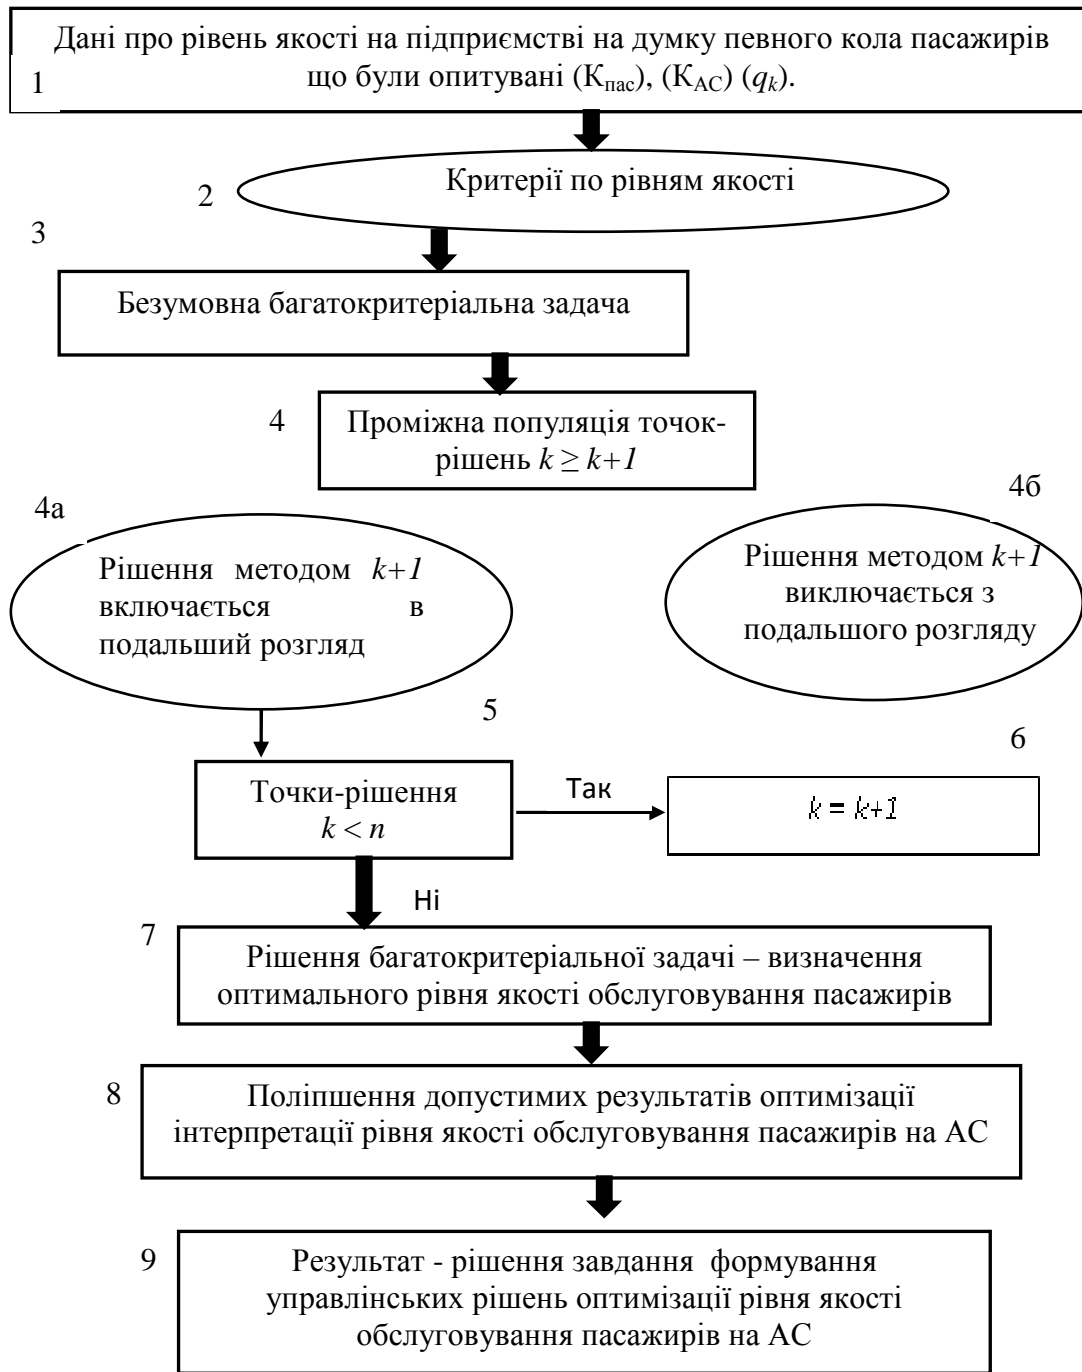 Дані про рівень якості на підприємстві на думку певного кола пасажирів
що були опитувані (Кпас), (КАС) (qk).
1
Критерії по рівням якості
2
3
Безумовна багатокритеріальна задача
4
Проміжна популяція точок-
рішень k ≥ k+1
4а
4б
Рішення методом k+1
включається в
подальший розгляд
Рішення методом k+1
виключається з
подальшого розгляду
5
6
Точки-рішення
k < n
Так
k = k+1
Ні
7
Рішення багатокритеріальної задачі – визначення
оптимального рівня якості обслуговування пасажирів
8
Поліпшення допустимих результатів оптимізації
інтерпретації рівня якості обслуговування пасажирів на АС
9
Результат - рішення завдання формування
управлінських рішень оптимізації рівня якості
обслуговування пасажирів на АС